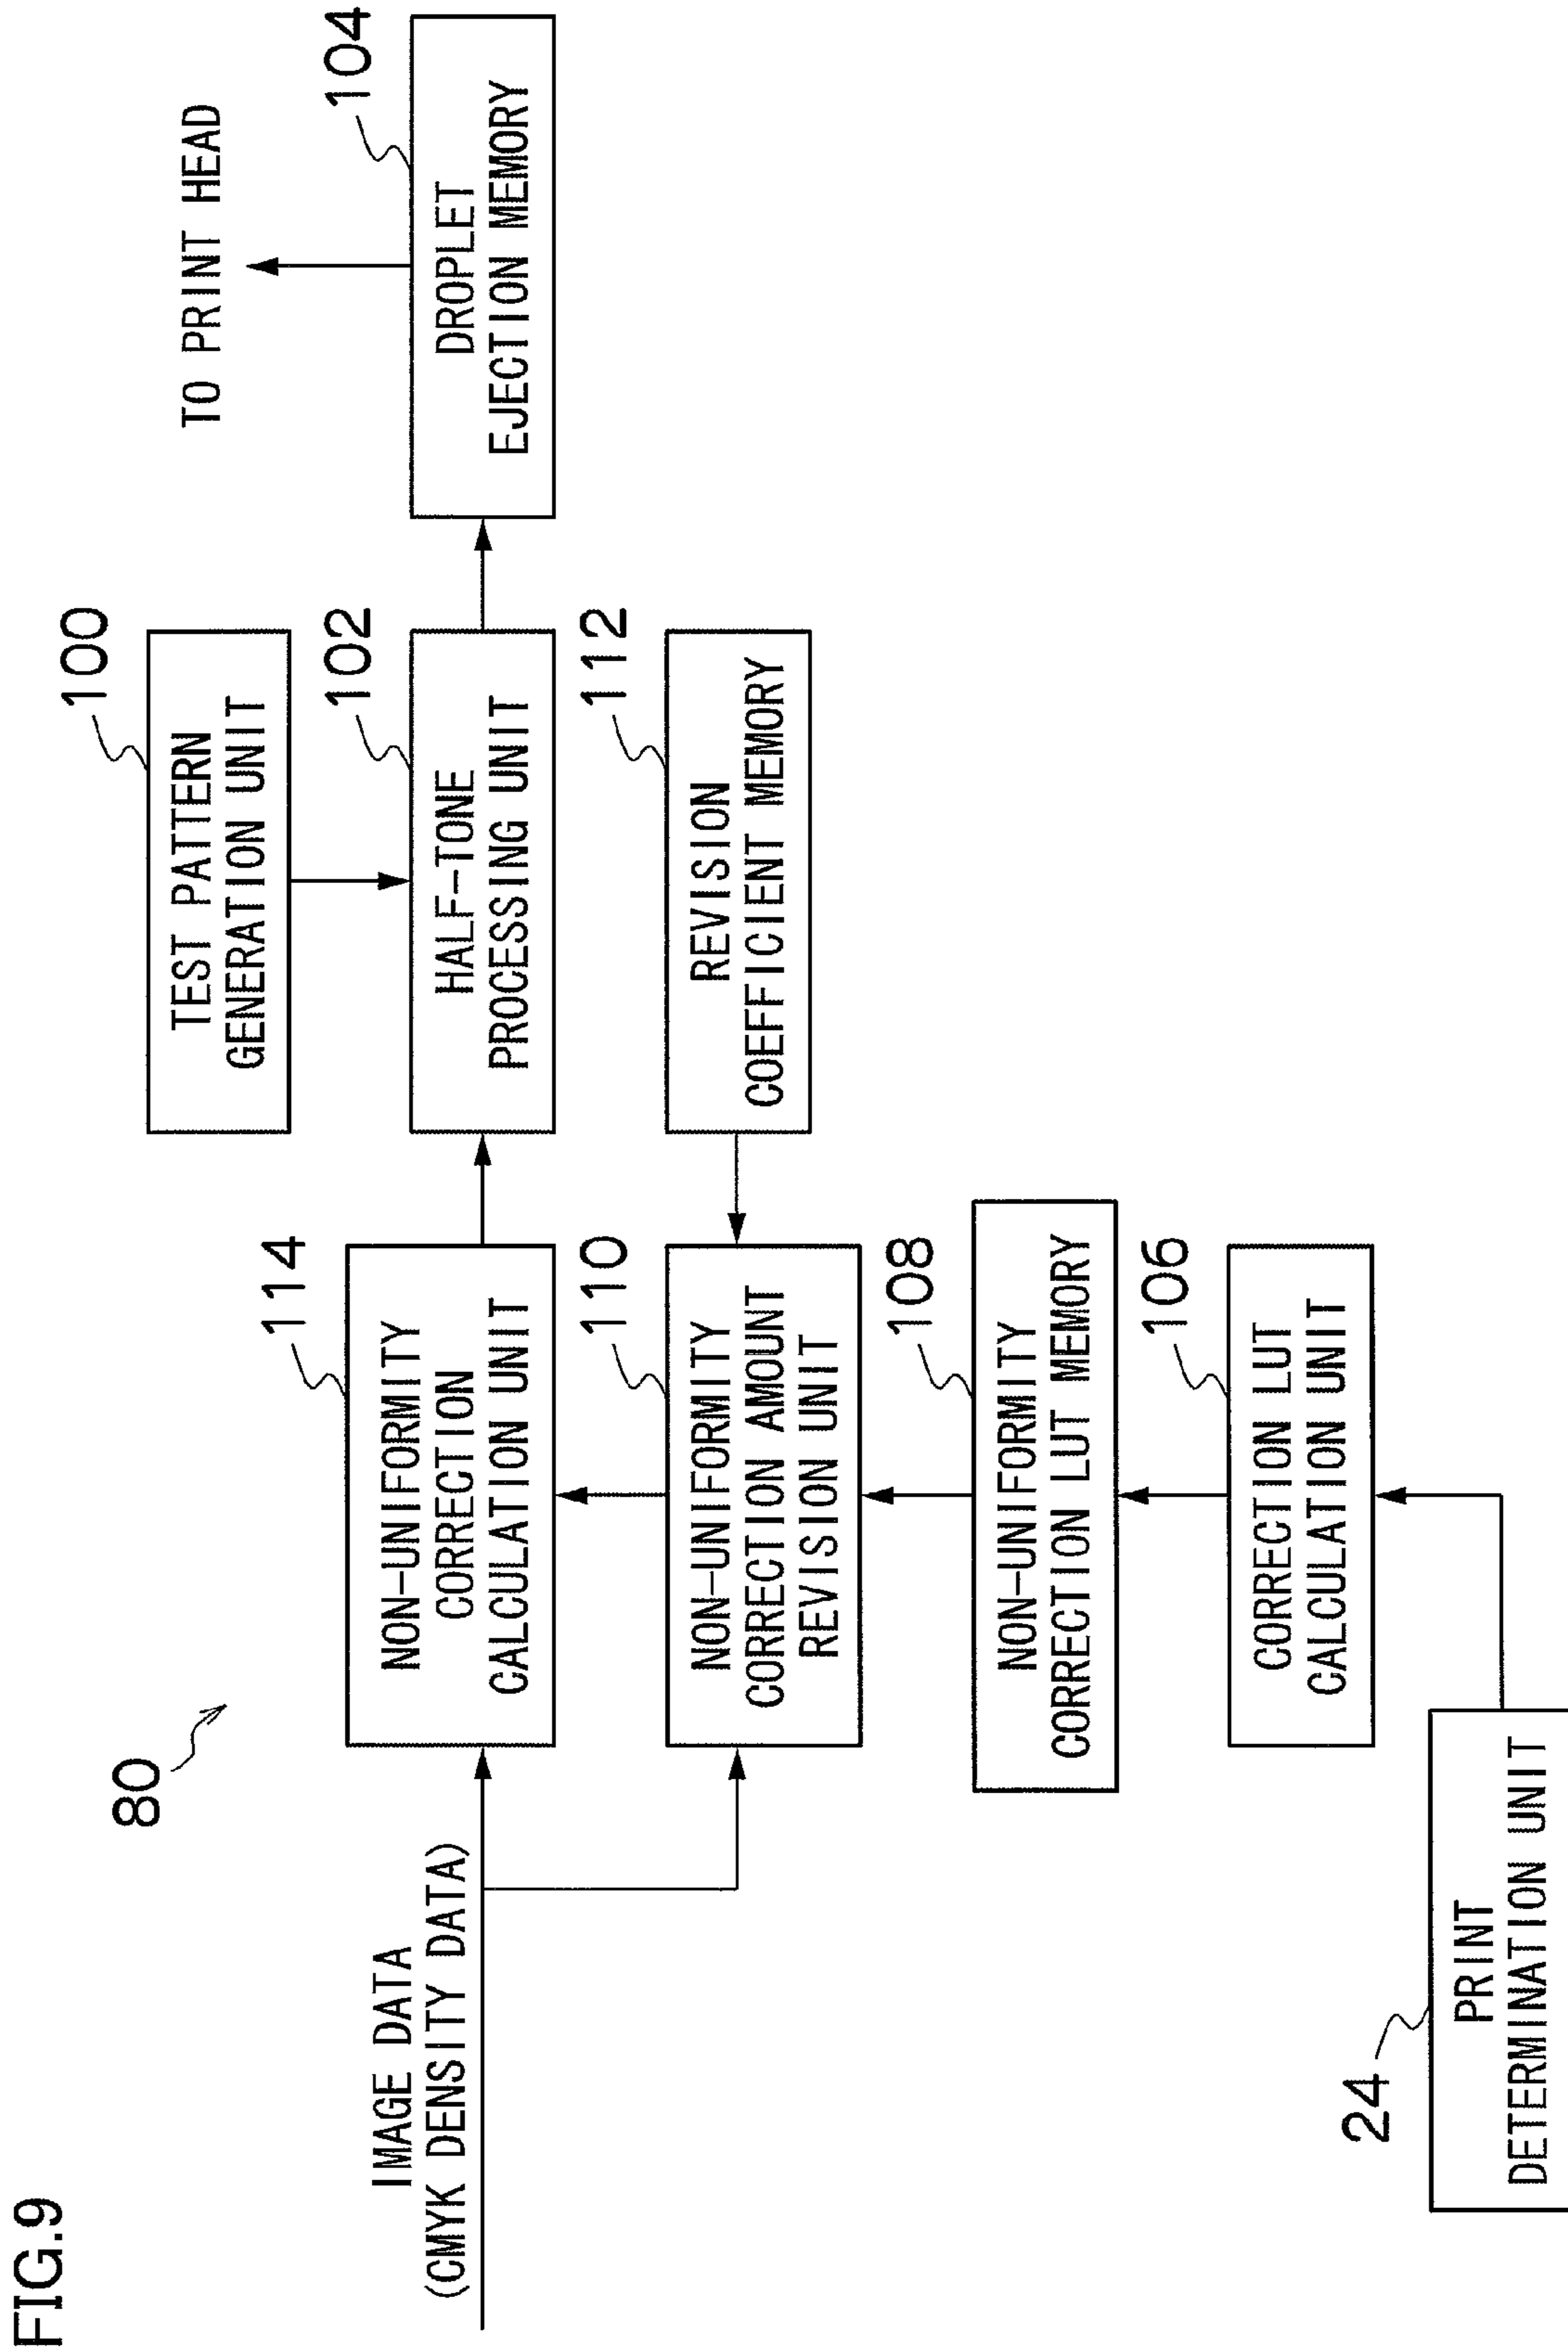 FIG.9
80
IMAGE DATA
(CMYK DENSITY DATA)
114
NON-UNIFORMITY
CORRECTION
CALCULATION UNIT
100
TEST PATTERN
GENERATION UNIT
102
HALF-TONE
PROCESSING UNIT
TO PRINT HEAD
104
DROPLET
EJECTION MEMORY
110
NON-UNIFORMITY
CORRECTION AMOUNT
REVISION UNIT
112
REVISION
COEFFICIENT MEMORY
108
NON-UNIFORMITY
CORRECTION LUT MEMORY
106
CORRECTION LUT
CALCULATION UNIT
24
PRINT
DETERMINATION UNIT